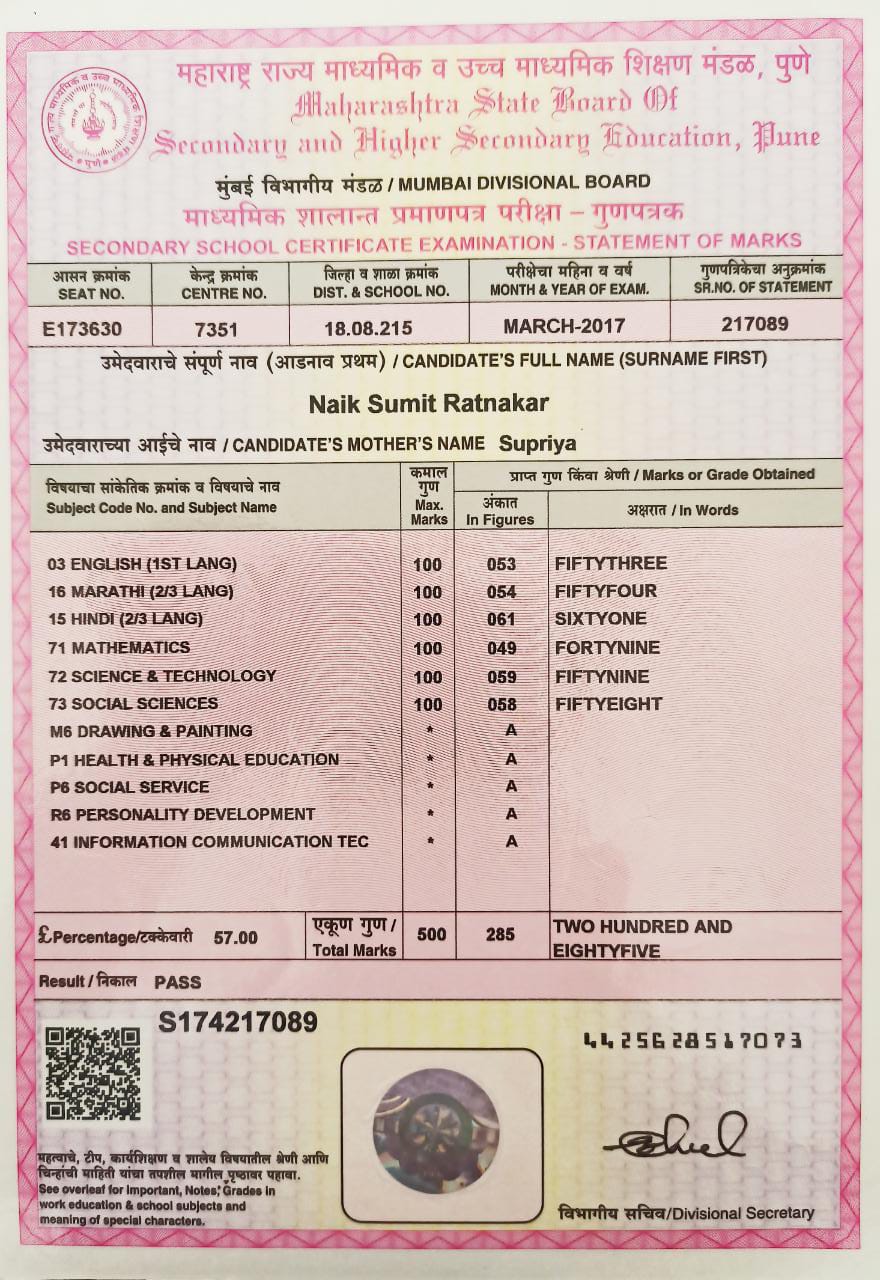 महाराष्ट्र राज्य माध्यमिक व उच्च माध्यमिक शिक्षण मंडळ, पुणे
Maharashtra State Board Of
Secondary and Higher Secondary Education, Pune
मुंबई विभागीय मंडळ / MUMBAI DIVISIONAL BOARD
माध्यमिक शालान्त प्रमाणपत्र परीक्षा – गुणपत्रक
SECONDARY SCHOOL CERTIFICATE EXAMINATION - STATEMENT OF MARKS
आसन क्रमांक केन्द्र क्रमांक जिल्हा व शाळा क्रमांक परीक्षेचा महिना व वर्ष गुणपत्रिकेचा अनुक्रमांक
SEAT NO. CENTRE NO. DIST. & SCHOOL NO. MONTH & YEAR OF EXAM. SR.NO. OF STATEMENT
E173630 7351 18.08.215 MARCH-2017 217089
उमेदवाराचे संपूर्ण नाव (आडनाव प्रथम) / CANDIDATE'S FULL NAME (SURNAME FIRST)
Naik Sumit Ratnakar
उमेदवाराच्या आईचे नाव / CANDIDATE'S MOTHER'S NAME Supriya
विषयाचा सांकेतिक क्रमांक व विषयाचे नाव
Subject Code No. and Subject Name
कमाल
गुण
Max.
Marks
प्राप्त गुण किंवा श्रेणी / Marks or Grade Obtained
अंकात
In Figures
अक्षरात / In Words
03 ENGLISH (1ST LANG) 100 053 FIFTYTHREE
16 MARATHI (2/3 LANG) 100 054 FIFTYFOUR
15 HINDI (2/3 LANG) 100 061 SIXTYONE
71 MATHEMATICS 100 049 FORTYNINE
72 SCIENCE & TECHNOLOGY 100 059 FIFTYNINE
73 SOCIAL SCIENCES 100 058 FIFTYEIGHT
M6 DRAWING & PAINTING * A
P1 HEALTH & PHYSICAL EDUCATION * A
P6 SOCIAL SERVICE * A
R6 PERSONALITY DEVELOPMENT * A
41 INFORMATION COMMUNICATION TEC * A
£Percentage/टक्केवारी 57.00
एकूण गुण /
Total Marks
500 285
TWO HUNDRED AND
EIGHTYFIVE
Result / निकाल PASS
S174217089
4425628517073
महत्वाचे, टीप, कार्यशिक्षण व शालेय विषयातील श्रेणी आणि
चिन्हांची माहिती यांचा तपशील मागील पृष्ठावर पहावा.
See overleaf for Important, Notes, Grades in
work education & school subjects and
meaning of special characters.
विभागीय सचिव/Divisional Secretary